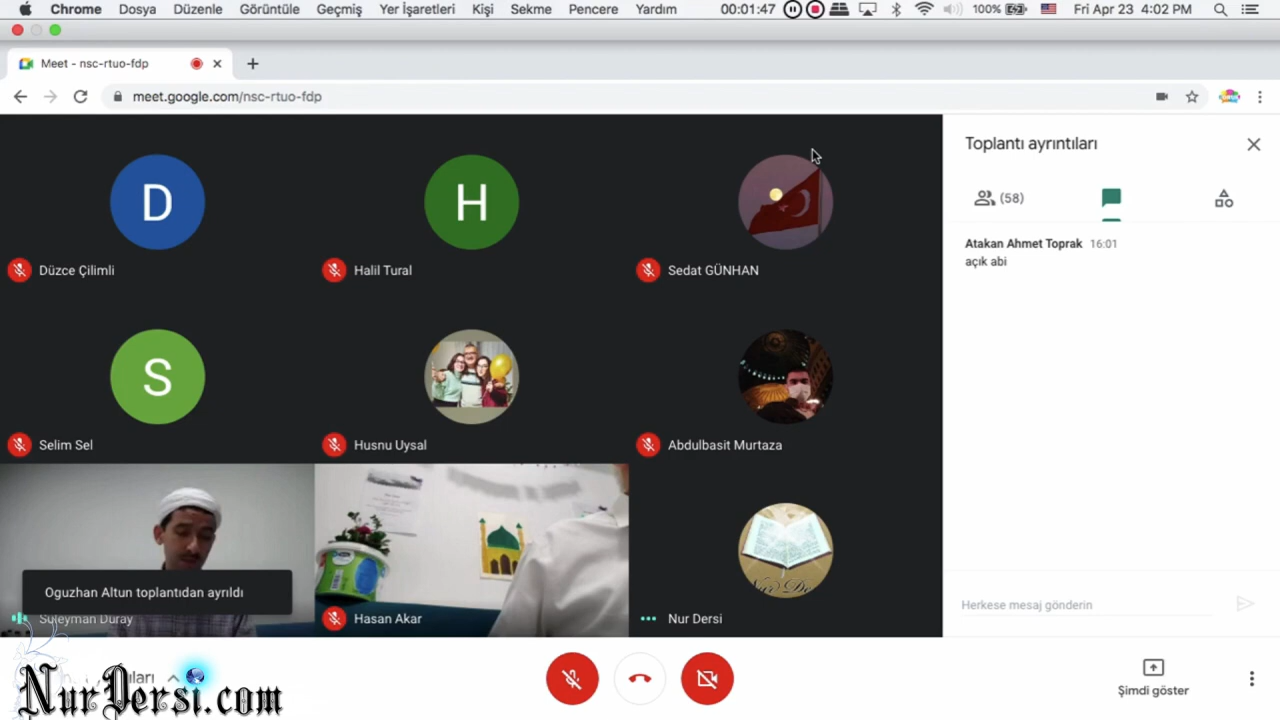 Chrome Dosya Düzenle Görüntüle Geçmiş Yer İşaretleri Kişi Sekme Pencere Yardım 00:01:47 100% Fri Apr 23 4:02 PM
Meet - nsc-rtuo-fdp
meet.google.com/nsc-rtuo-fdp
Toplantı ayrıntıları
(58)
Atakan Ahmet Toprak 16:01
açık abi
D
H
Düzce Çilimli
Halil Tural
Sedat GÜNHAN
S
Selim Sel
Husnu Uysal
Abdulbasit Murtaza
Oguzhan Altun toplantıdan ayrıldı
Süleyman Duray
Hasan Akar
Nur Dersi
Herkese mesaj gönderin
NurDersi.com
Şimdi göster